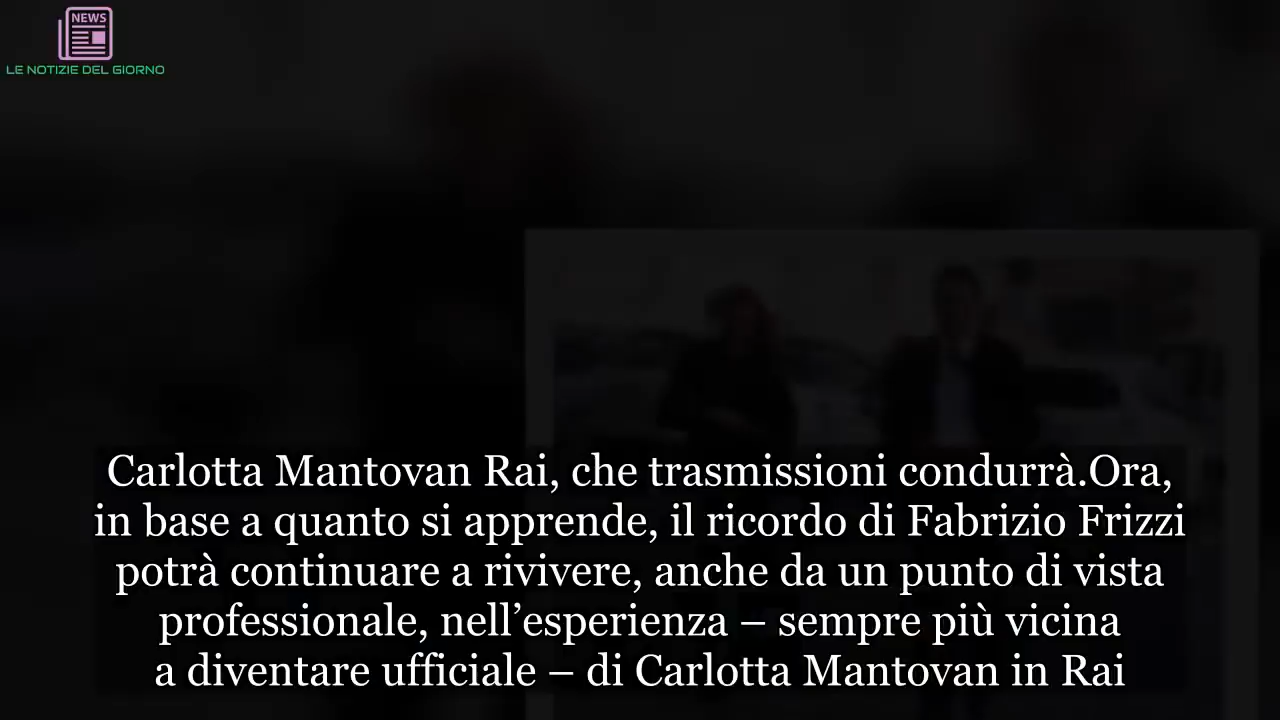 NEWS
LE NOTIZIE DEL GIORNO
Carlotta Mantovan Rai, che trasmissioni condurrà.Ora,
in base a quanto si apprende, il ricordo di Fabrizio Frizzi
potrà continuare a rivivere, anche da un punto di vista
professionale, nell’esperienza – sempre più vicina
a diventare ufficiale – di Carlotta Mantovan in Rai